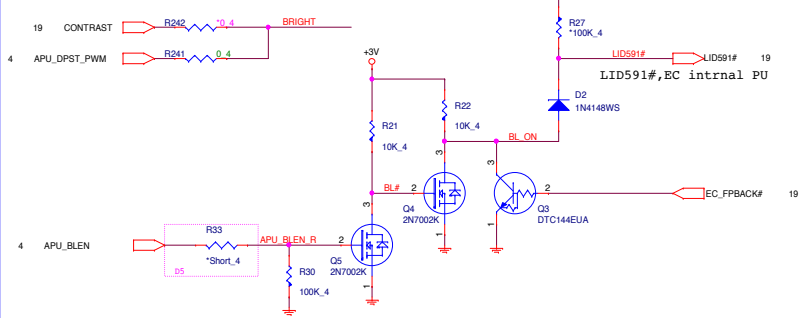 19 CONTRAST R242 *0_4 BRIGHT
4 APU_DPST_PWM R241 0_4
+3V
R27
*100K_4
LID591# LID591# 19
LID591#,EC intrnal PU
D2
1N4148WS
R22
10K_4
R21
10K_4
BL_ON
3
3
BL# 2
Q4
2N7002K
1
2 EC_FPBACK# 19
Q3
DTC144EUA
1
3
4 APU_BLEN R33 APU_BLEN_R 2
*Short_4
D5
R30
100K_4
Q5
2N7002K
1